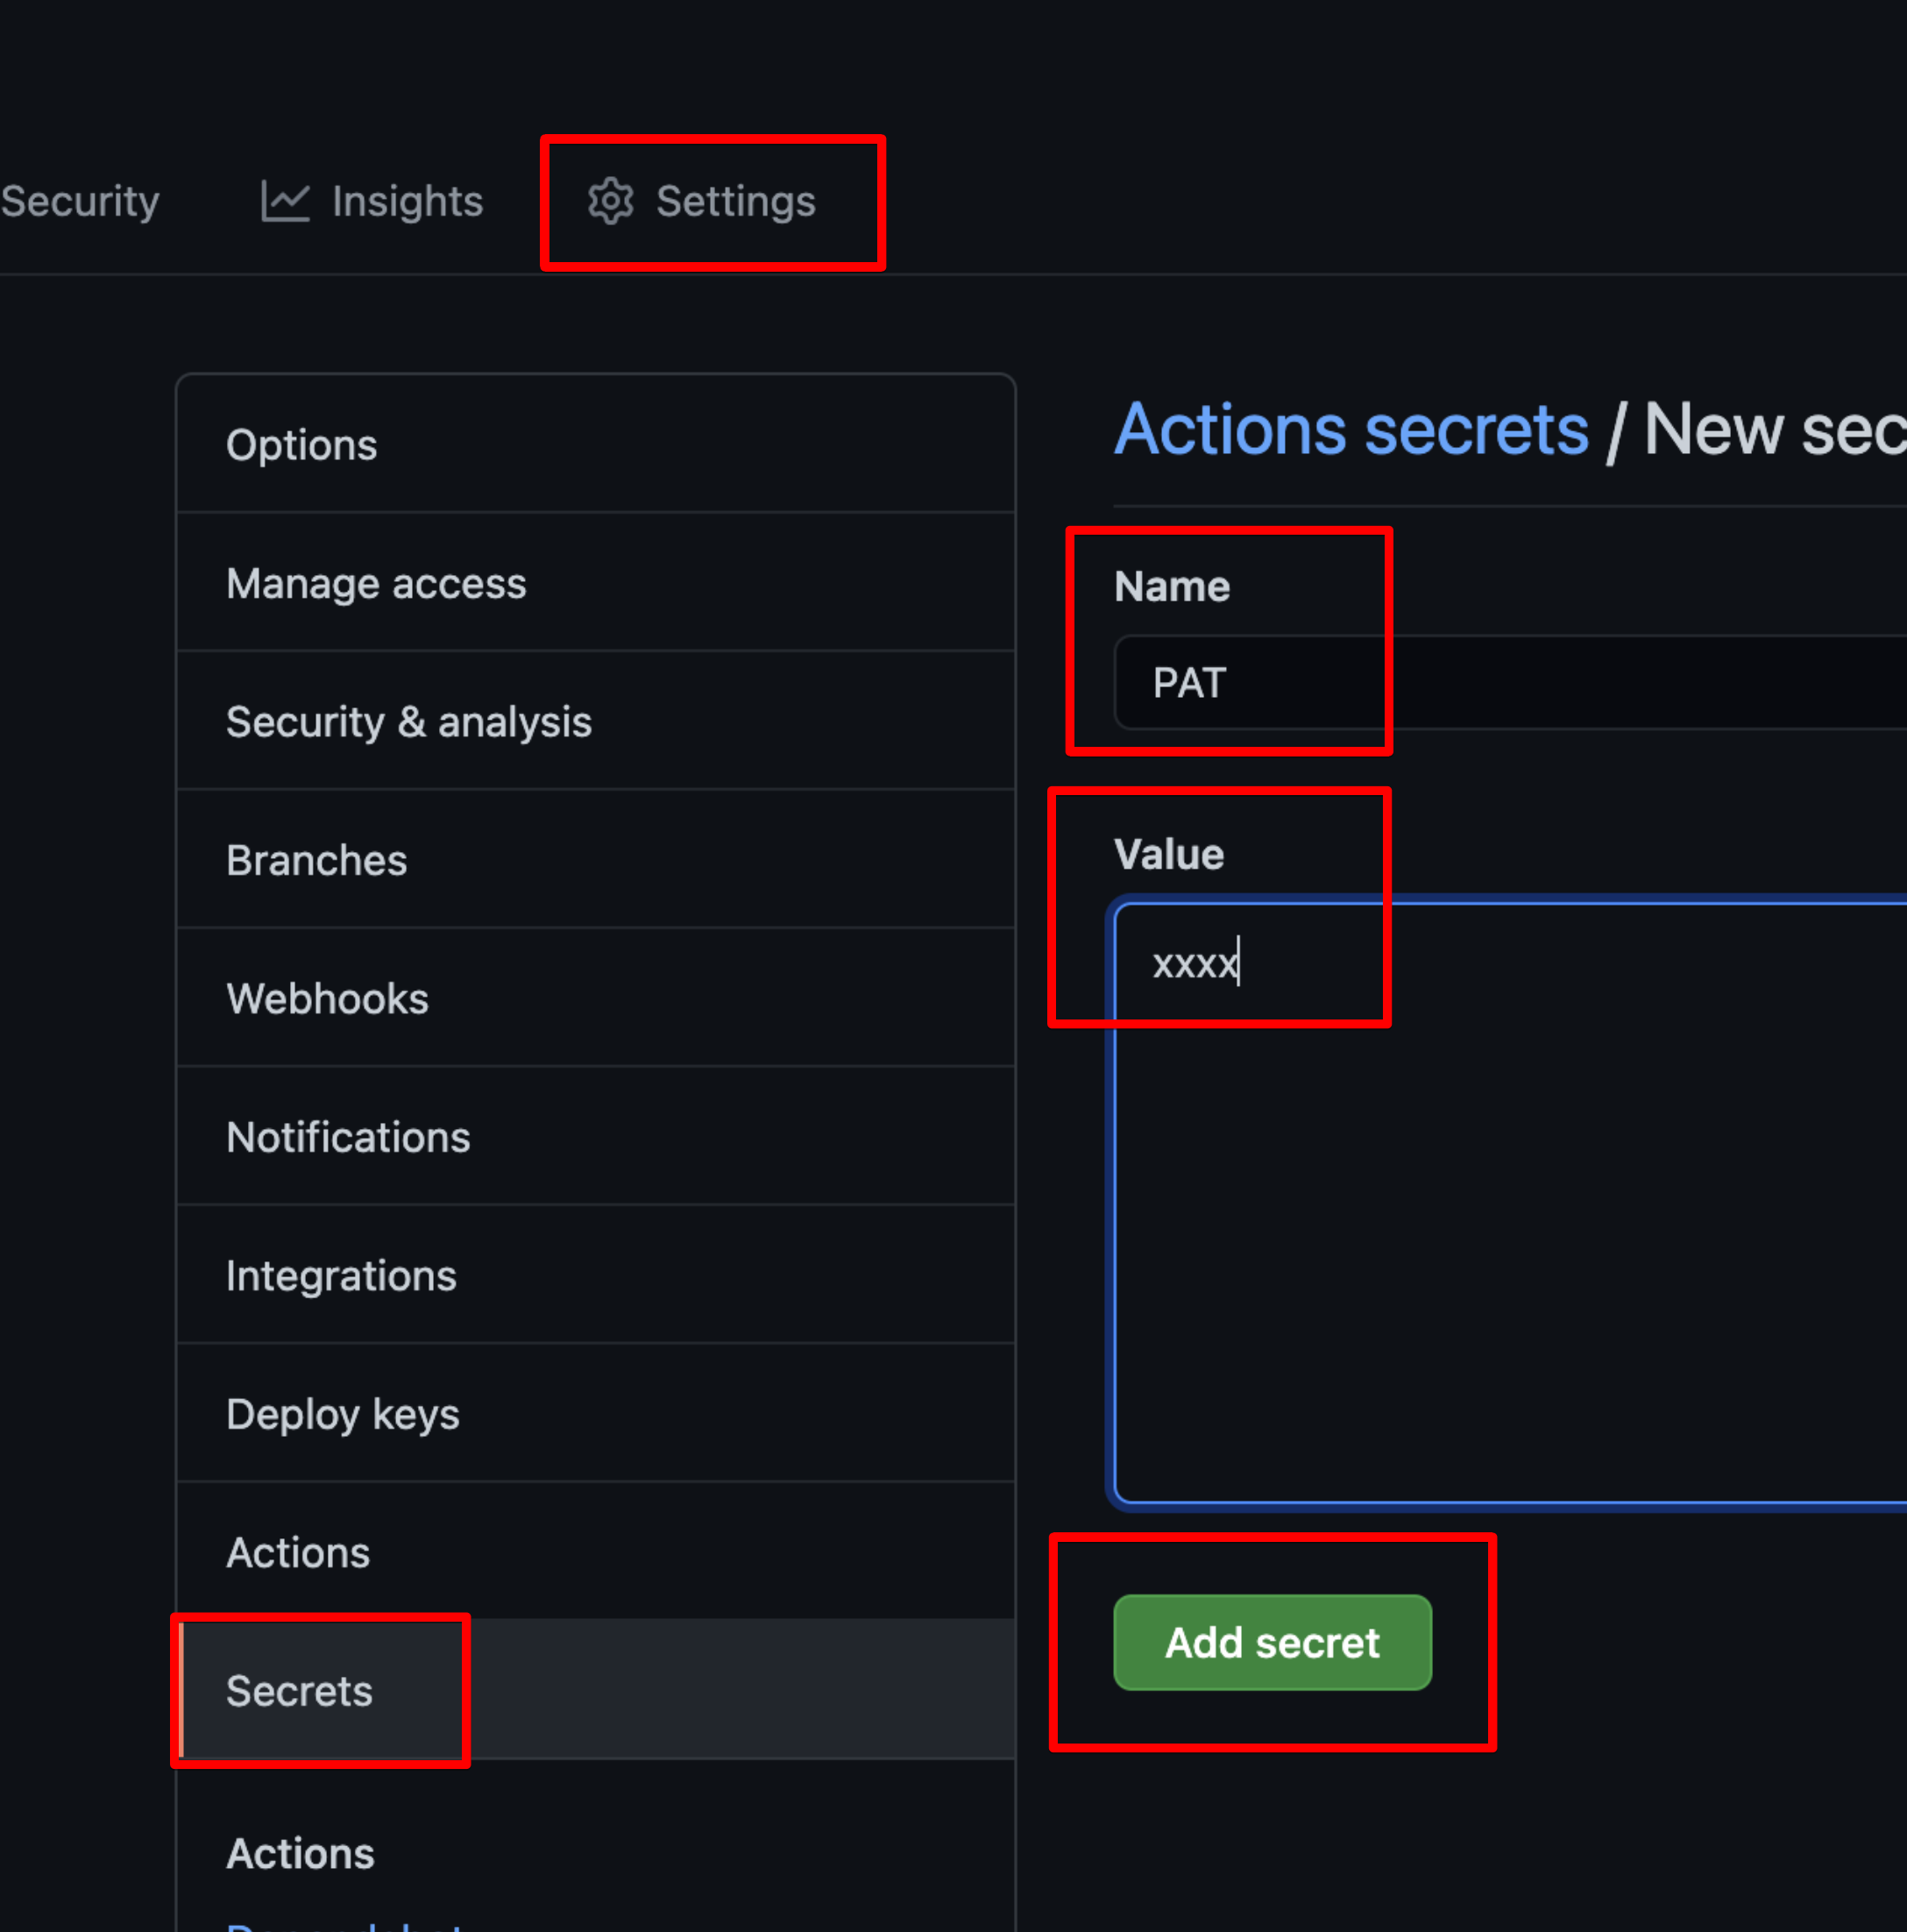 Security Insights Settings
Options
Manage access
Security & analysis
Branches
Webhooks
Notifications
Integrations
Deploy keys
Actions
Secrets
Actions
Actions secrets / New sec
Name
PAT
Value
xxxx
Add secret